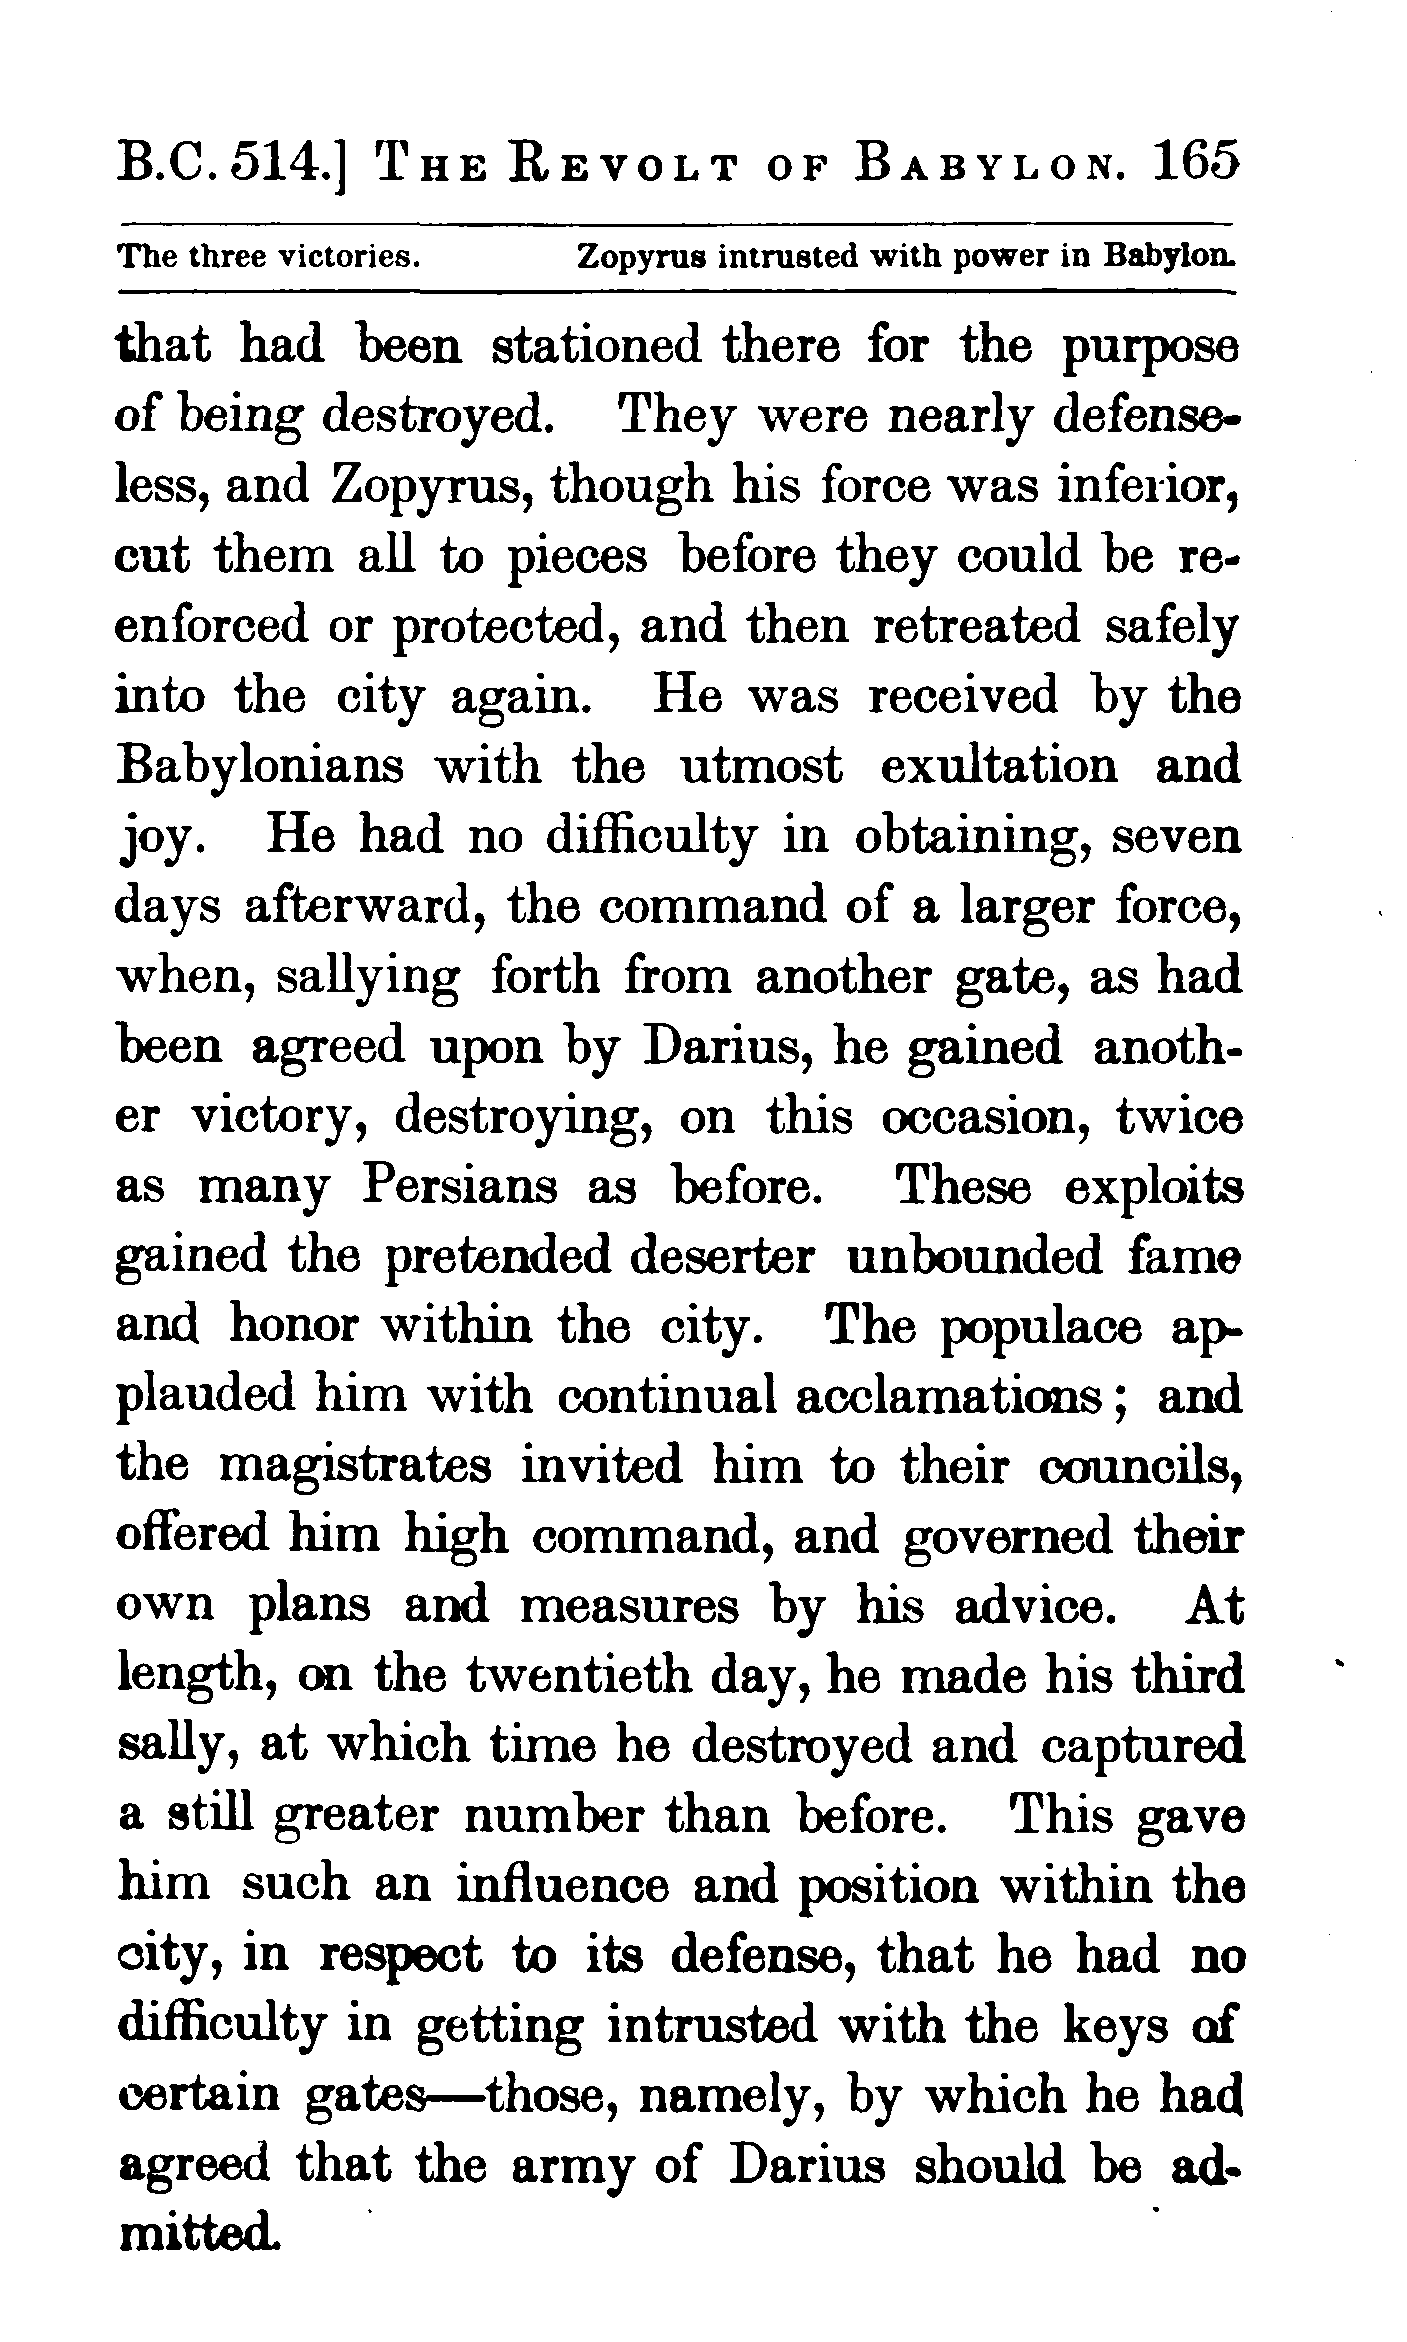 B.C. 514.] THE REVOLT OF BABYLON. 165
The three victories. Zopyrus intrusted with power in Babylon.
that had been stationed there for the purpose
of being destroyed. They were nearly defense-
less, and Zopyrus, though his force was inferior,
cut them all to pieces before they could be re-
enforced or protected, and then retreated safely
into the city again. He was received by the
Babylonians with the utmost exultation and
joy. He had no difficulty in obtaining, seven
days afterward, the command of a larger force,
when, sallying forth from another gate, as had
been agreed upon by Darius, he gained anoth-
er victory, destroying, on this occasion, twice
as many Persians as before. These exploits
gained the pretended deserter unbounded fame
and honor within the city. The populace ap-
plauded him with continual acclamations; and
the magistrates invited him to their councils,
offered him high command, and governed their
own plans and measures by his advice. At
length, on the twentieth day, he made his third
sally, at which time he destroyed and captured
a still greater number than before. This gave
him such an influence and position within the
city, in respect to its defense, that he had no
difficulty in getting intrusted with the keys of
certain gates—those, namely, by which he had
agreed that the army of Darius should be ad-
mitted.